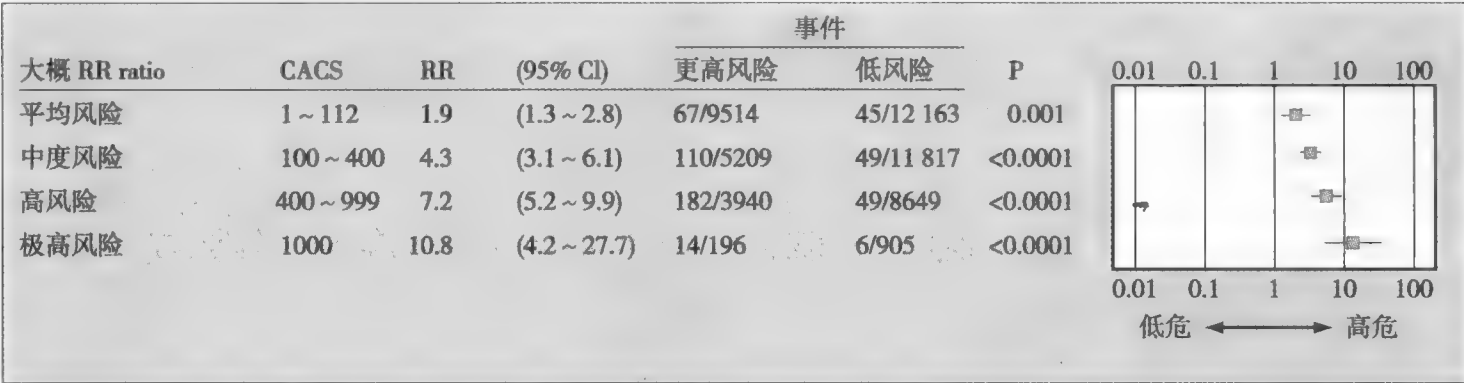 事件
大概 RR ratio CACS RR (95% Cl) 更高风险 低风险 P
平均风险 1~112 1.9 (1.3~2.8) 67/9514 45/12 163 0.001
中度风险 100~400 4.3 (3.1~6.1) 110/5209 49/11 817 <0.0001
高风险 400~999 7.2 (5.2~9.9) 182/3940 49/8649 <0.0001
极高风险 1000 10.8 (4.2~27.7) 14/196 6/905 <0.0001
0.01 0.1 1 10 100
0.01 0.1 1 10 100
低危 高危